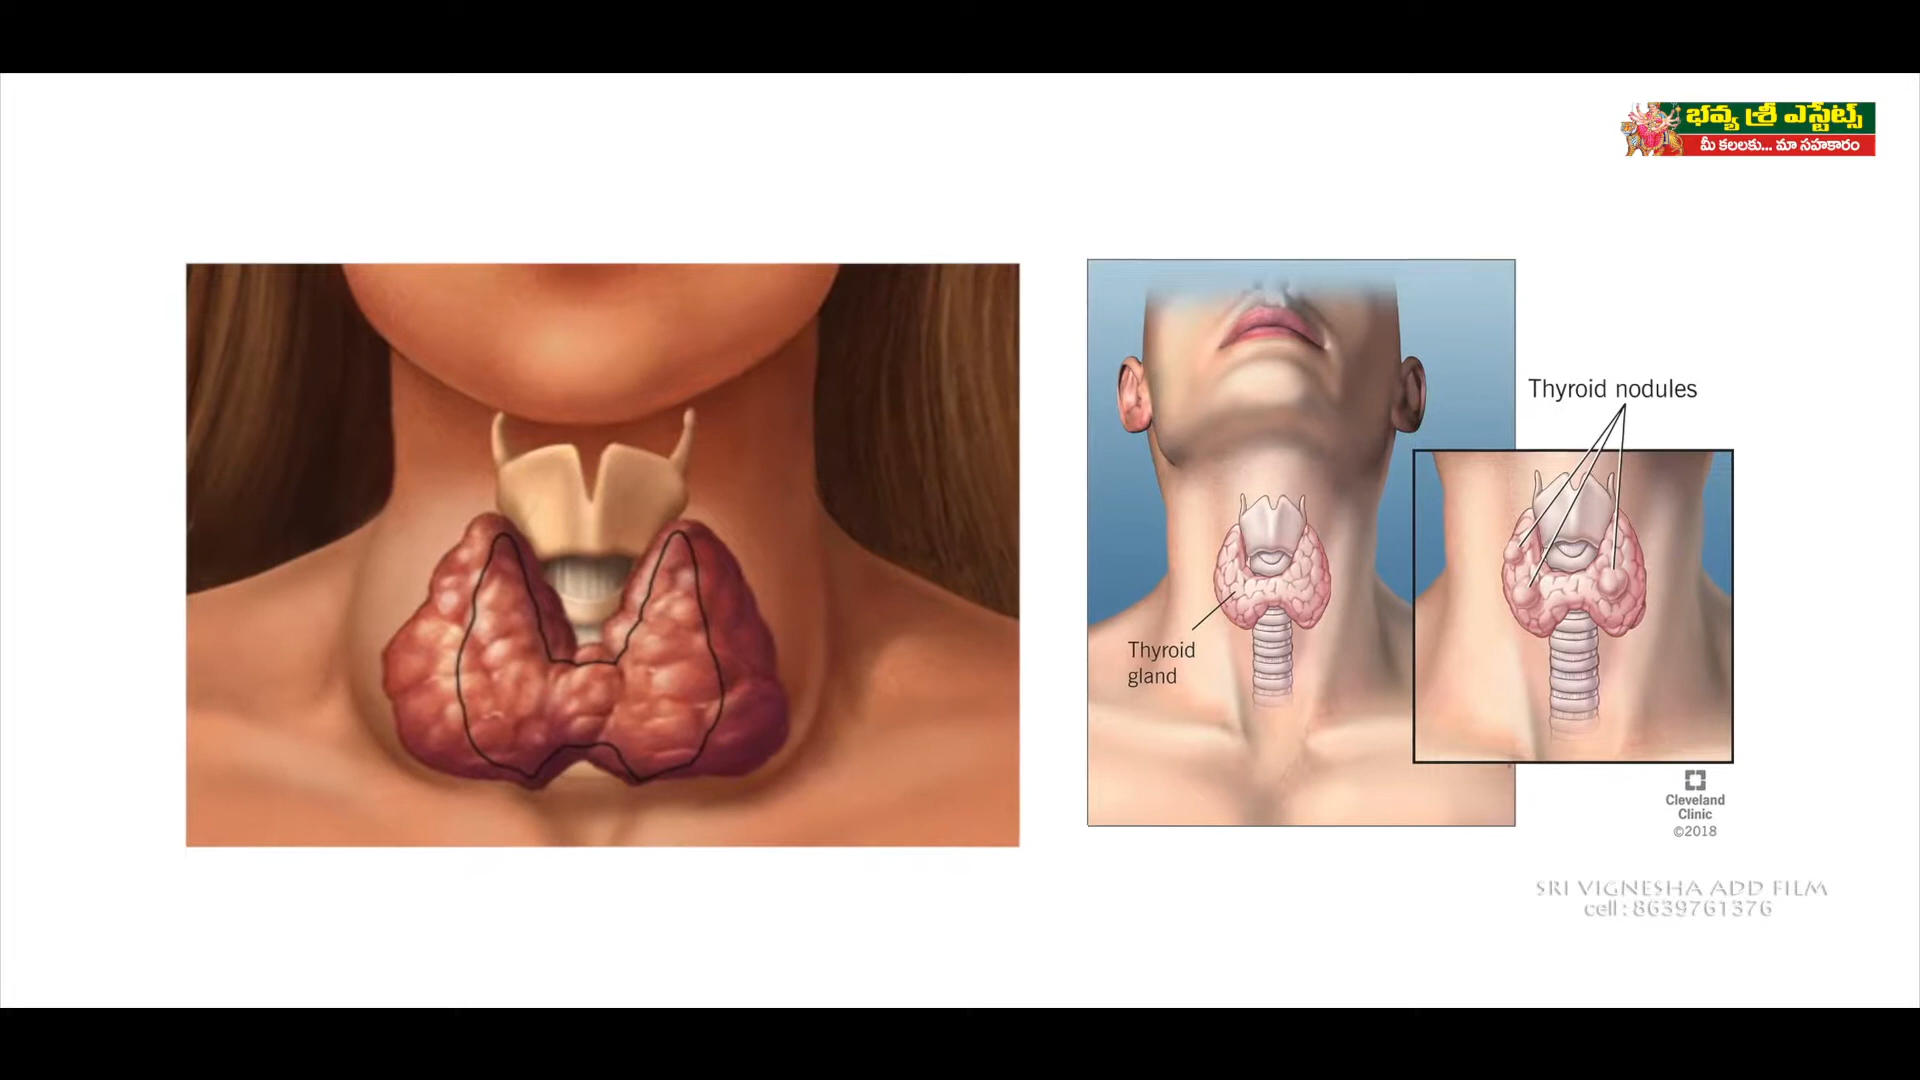 భవ్య శ్రీ ఎస్టేట్స్
మీ కలలకు... మా సహకారం
Thyroid nodules
Thyroid
gland
Cleveland
Clinic
©2018
SRI VIGNESHA ADD FILM
cell : 8639761376